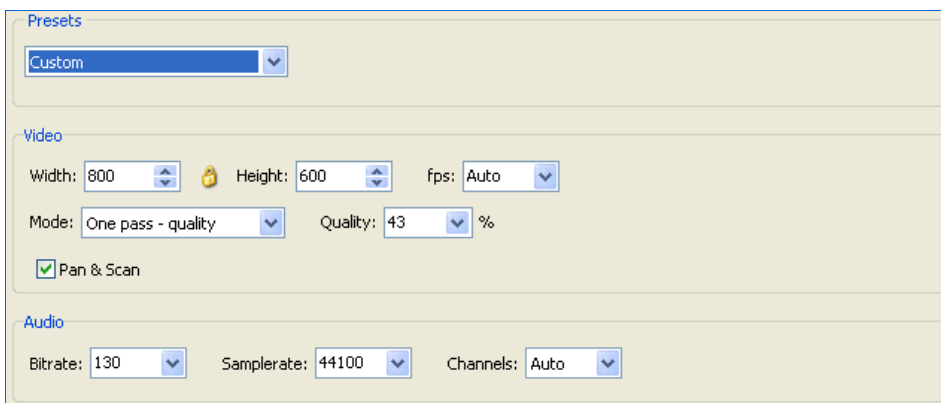 Presets
Custom
Video
Width: 800 Height: 600 fps: Auto
Mode: One pass - quality Quality: 43 %
Pan & Scan
Audio
Bitrate: 130 Samplerate: 44100 Channels: Auto